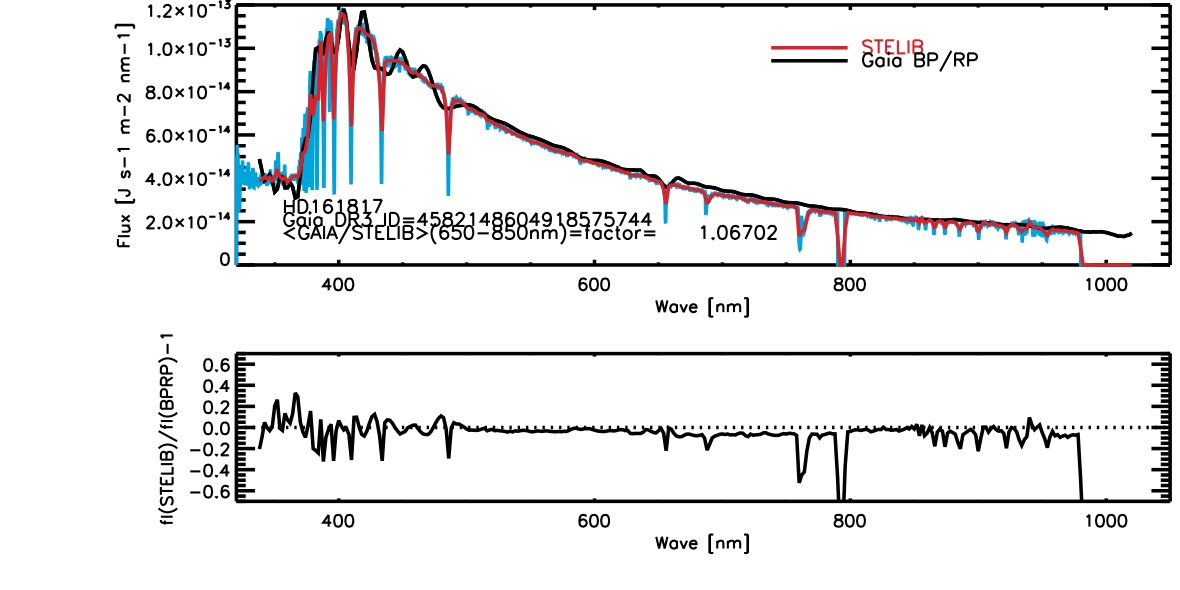 1.2×10−13
1.0×10−13
8.0×10−14
6.0×10−14
4.0×10−14
2.0×10−14
0
Flux [J s−1 m−2 nm−1]
STELIB
Gaia BP/RP
HD161817
Gaia DR3 ID=4582148604918575744
<GAIA/STELIB>(650−850nm)=factor= 1.06702
400 600 800 1000
Wave [nm]
fl(STELIB)/fl(BPRP)−1
0.6
0.4
0.2
0.0
−0.2
−0.4
−0.6
400 600 800 1000
Wave [nm]